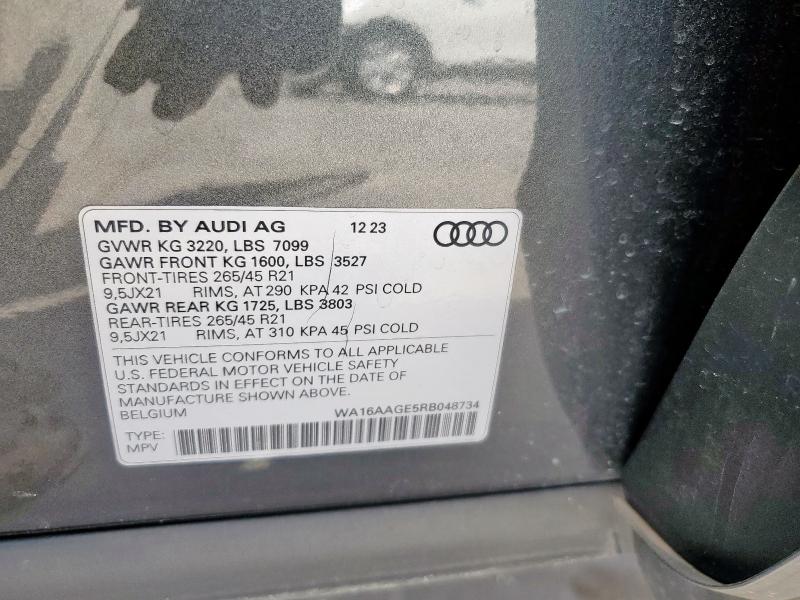 MFD. BY AUDI AG 12 23
GVWR KG 3220, LBS 7099
GAWR FRONT KG 1600, LBS 3527
FRONT-TIRES 265/45 R21
9,5JX21 RIMS, AT 290 KPA 42 PSI COLD
GAWR REAR KG 1725, LBS 3803
REAR-TIRES 265/45 R21
9,5JX21 RIMS, AT 310 KPA 45 PSI COLD
THIS VEHICLE CONFORMS TO ALL APPLICABLE
U.S. FEDERAL MOTOR VEHICLE SAFETY
STANDARDS IN EFFECT ON THE DATE OF
MANUFACTURE SHOWN ABOVE.
BELGIUM WA16AAGE5RB048734
TYPE:
MPV